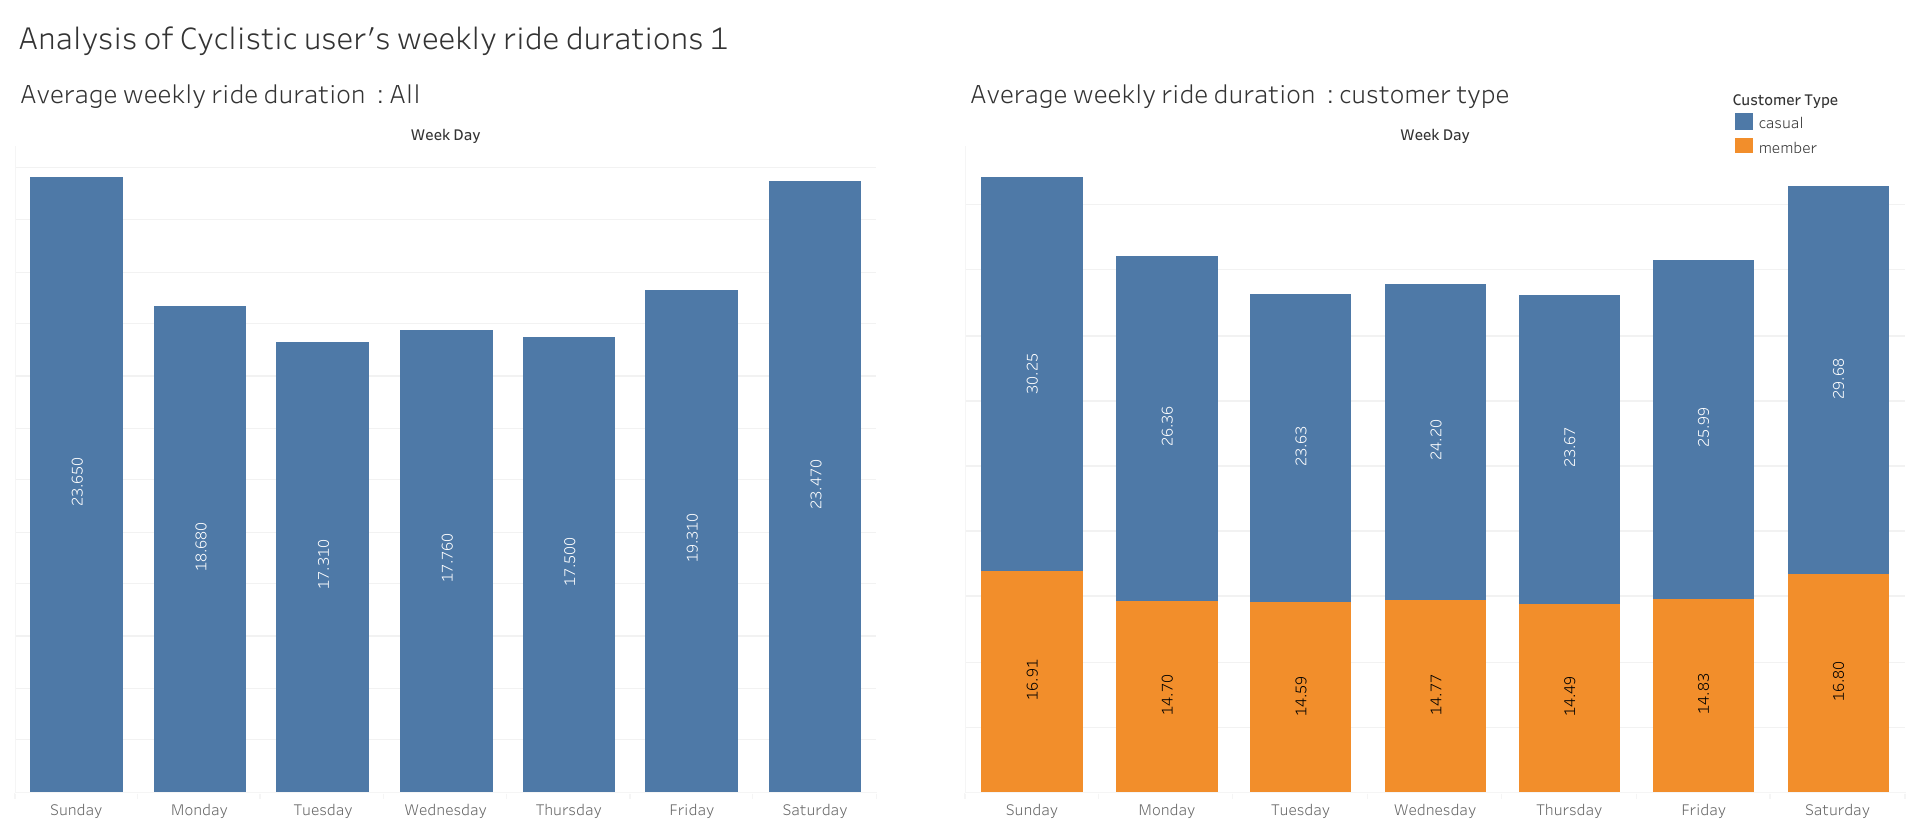 Analysis of Cyclistic user's weekly ride durations 1
Average weekly ride duration : All
Week Day
23.650
18.680
17.310
17.760
17.500
19.310
23.470
Sunday Monday Tuesday Wednesday Thursday Friday Saturday
Average weekly ride duration : customer type
Week Day
Customer Type
casual
member
30.25
26.36
23.63
24.20
23.67
25.99
29.68
16.91
14.70
14.59
14.77
14.49
14.83
16.80
Sunday Monday Tuesday Wednesday Thursday Friday Saturday